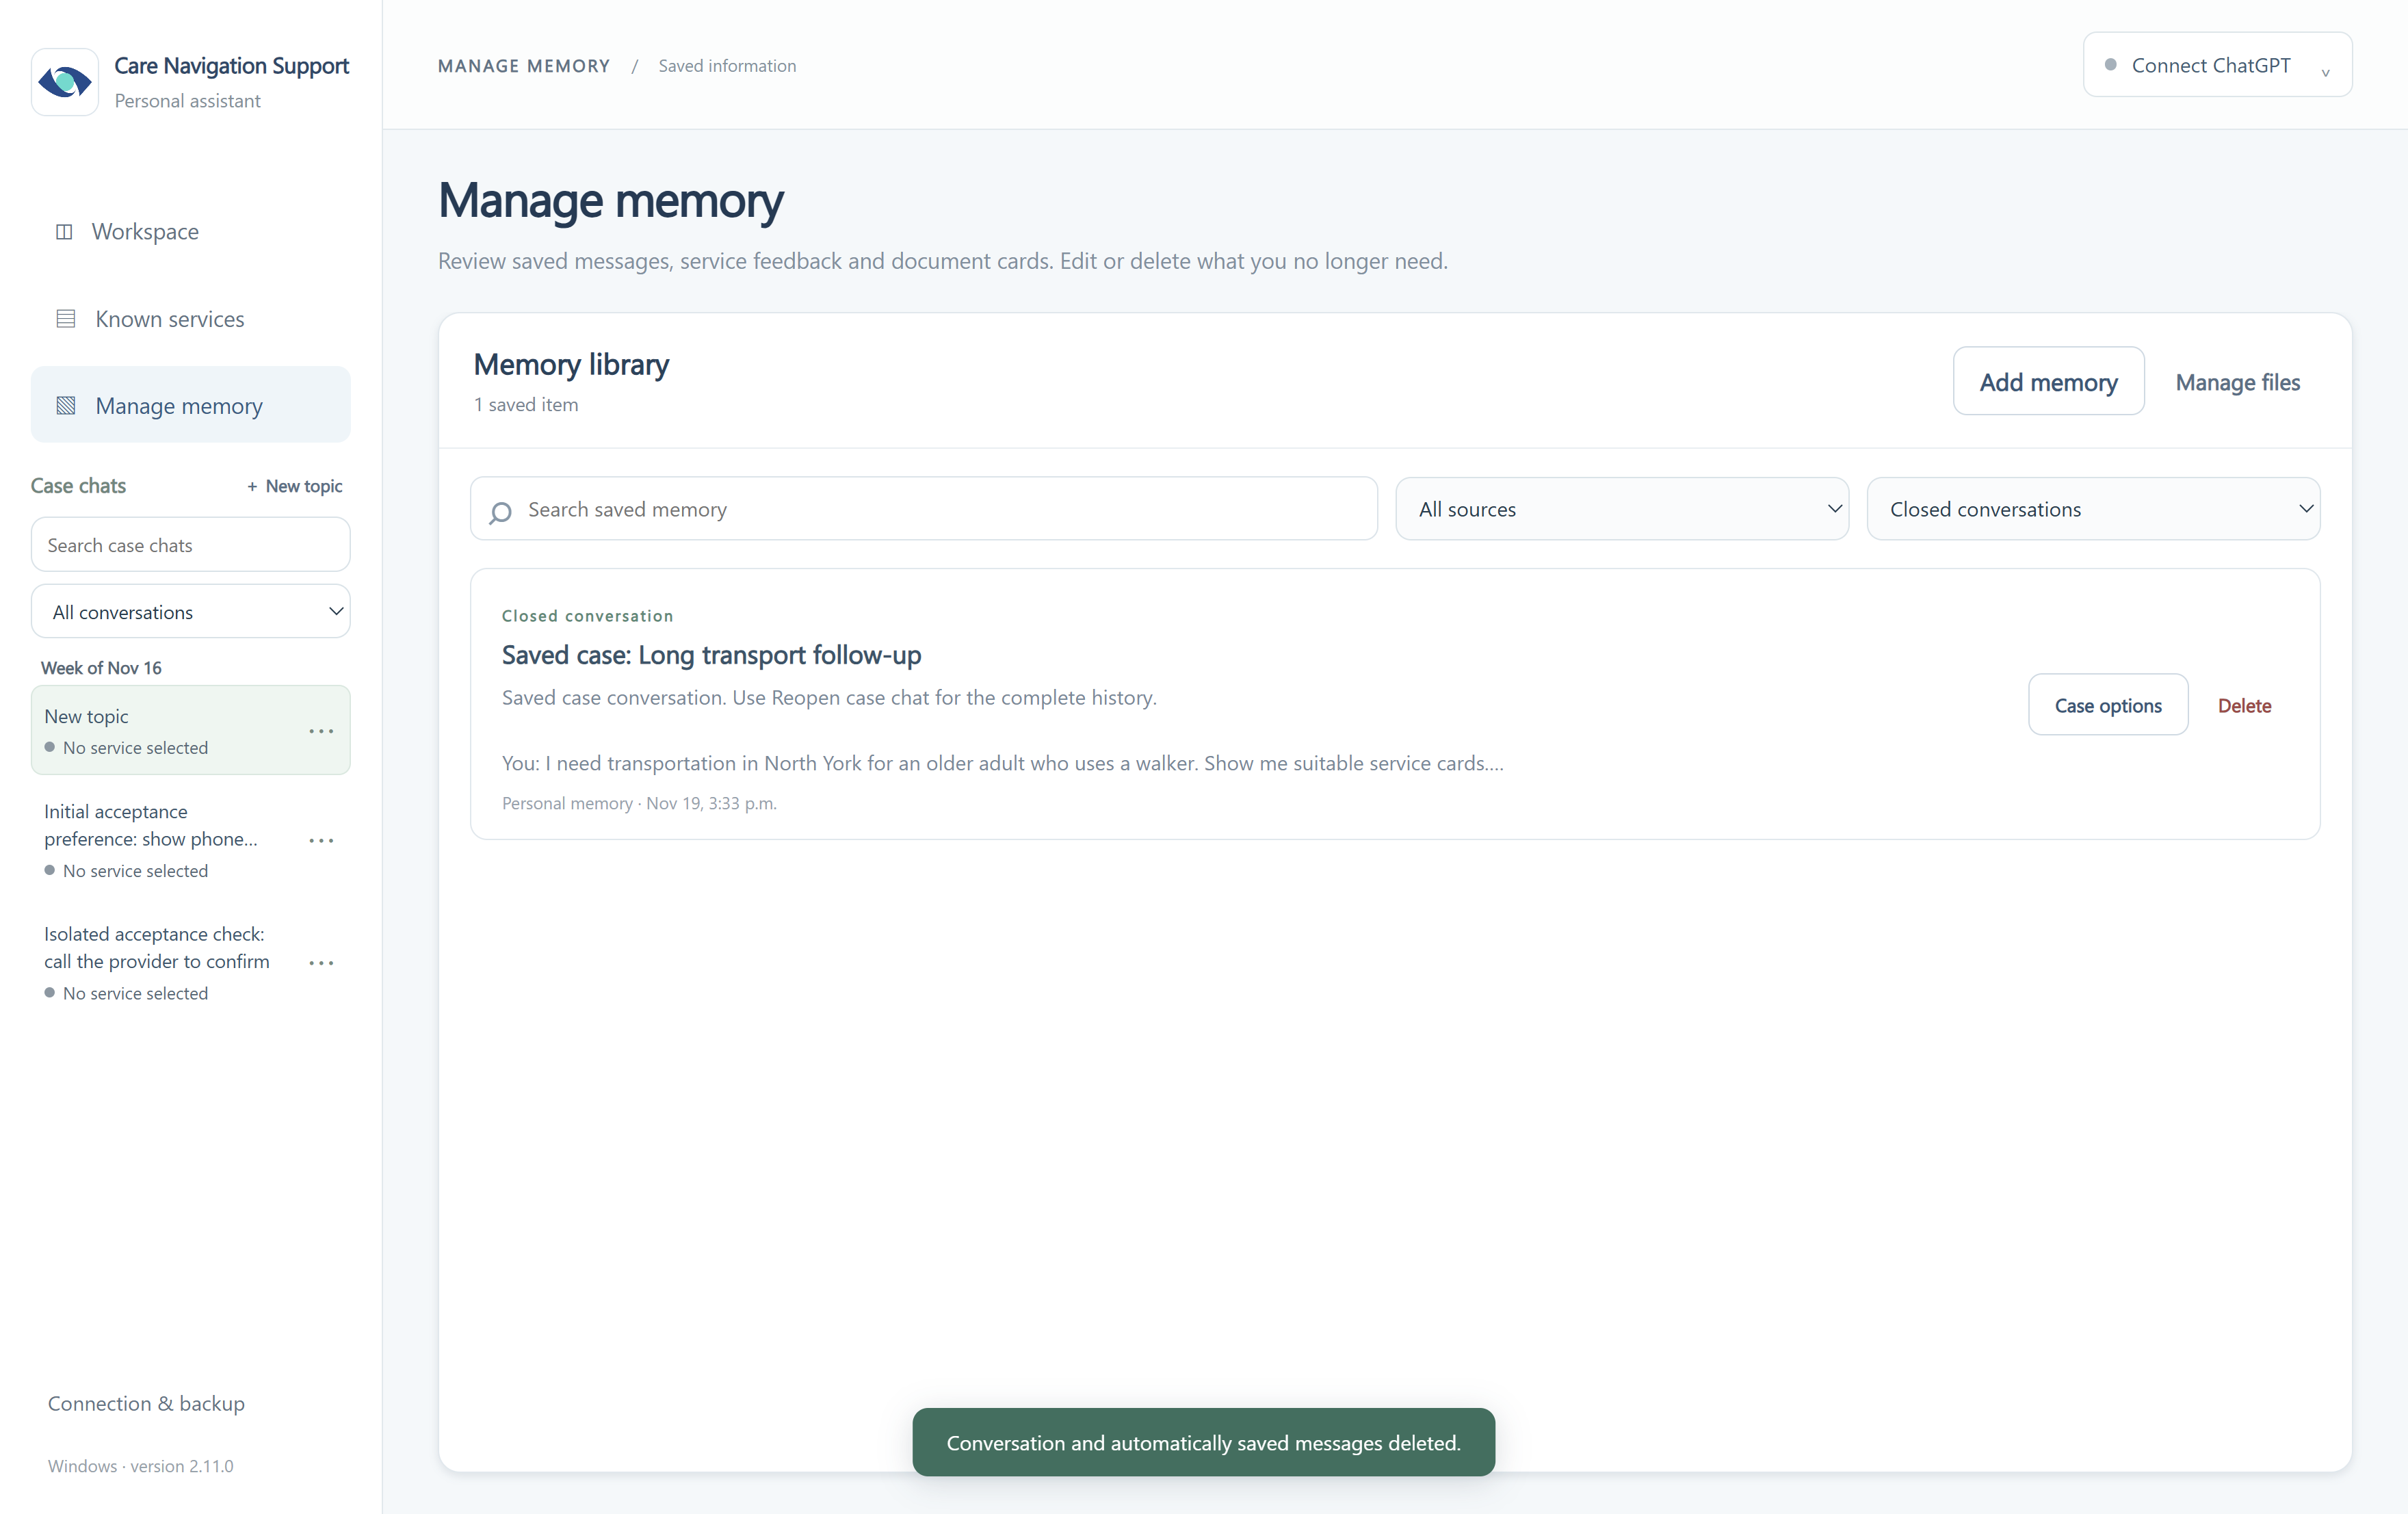 Care Navigation Support
Personal assistant
Workspace
Known services
Manage memory
Case chats
+ New topic
Search case chats
All conversations
Week of Nov 16
New topic
No service selected
Initial acceptance
preference: show phone...
No service selected
Isolated acceptance check:
call the provider to confirm
No service selected
Connection & backup
Windows · version 2.11.0
MANAGE MEMORY / Saved information
Connect ChatGPT
Manage memory
Review saved messages, service feedback and document cards. Edit or delete what you no longer need.
Memory library
1 saved item
Add memory
Manage files
Search saved memory
All sources
Closed conversations
Closed conversation
Saved case: Long transport follow-up
Saved case conversation. Use Reopen case chat for the complete history.
You: I need transportation in North York for an older adult who uses a walker. Show me suitable service cards....
Personal memory · Nov 19, 3:33 p.m.
Case options
Delete
Conversation and automatically saved messages deleted.